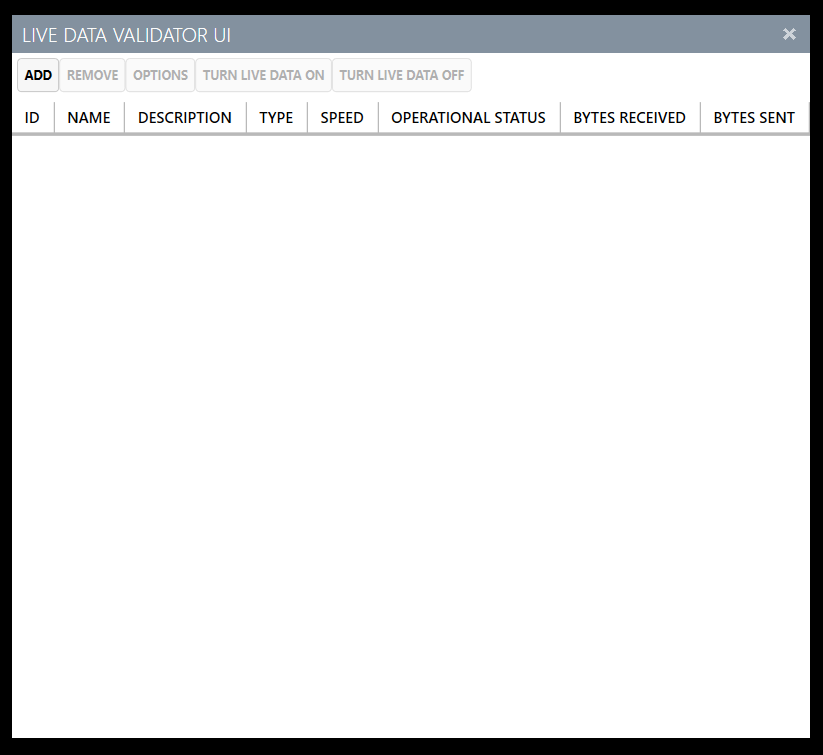 LIVE DATA VALIDATOR UI
ADD REMOVE OPTIONS TURN LIVE DATA ON TURN LIVE DATA OFF
ID NAME DESCRIPTION TYPE SPEED OPERATIONAL STATUS BYTES RECEIVED BYTES SENT